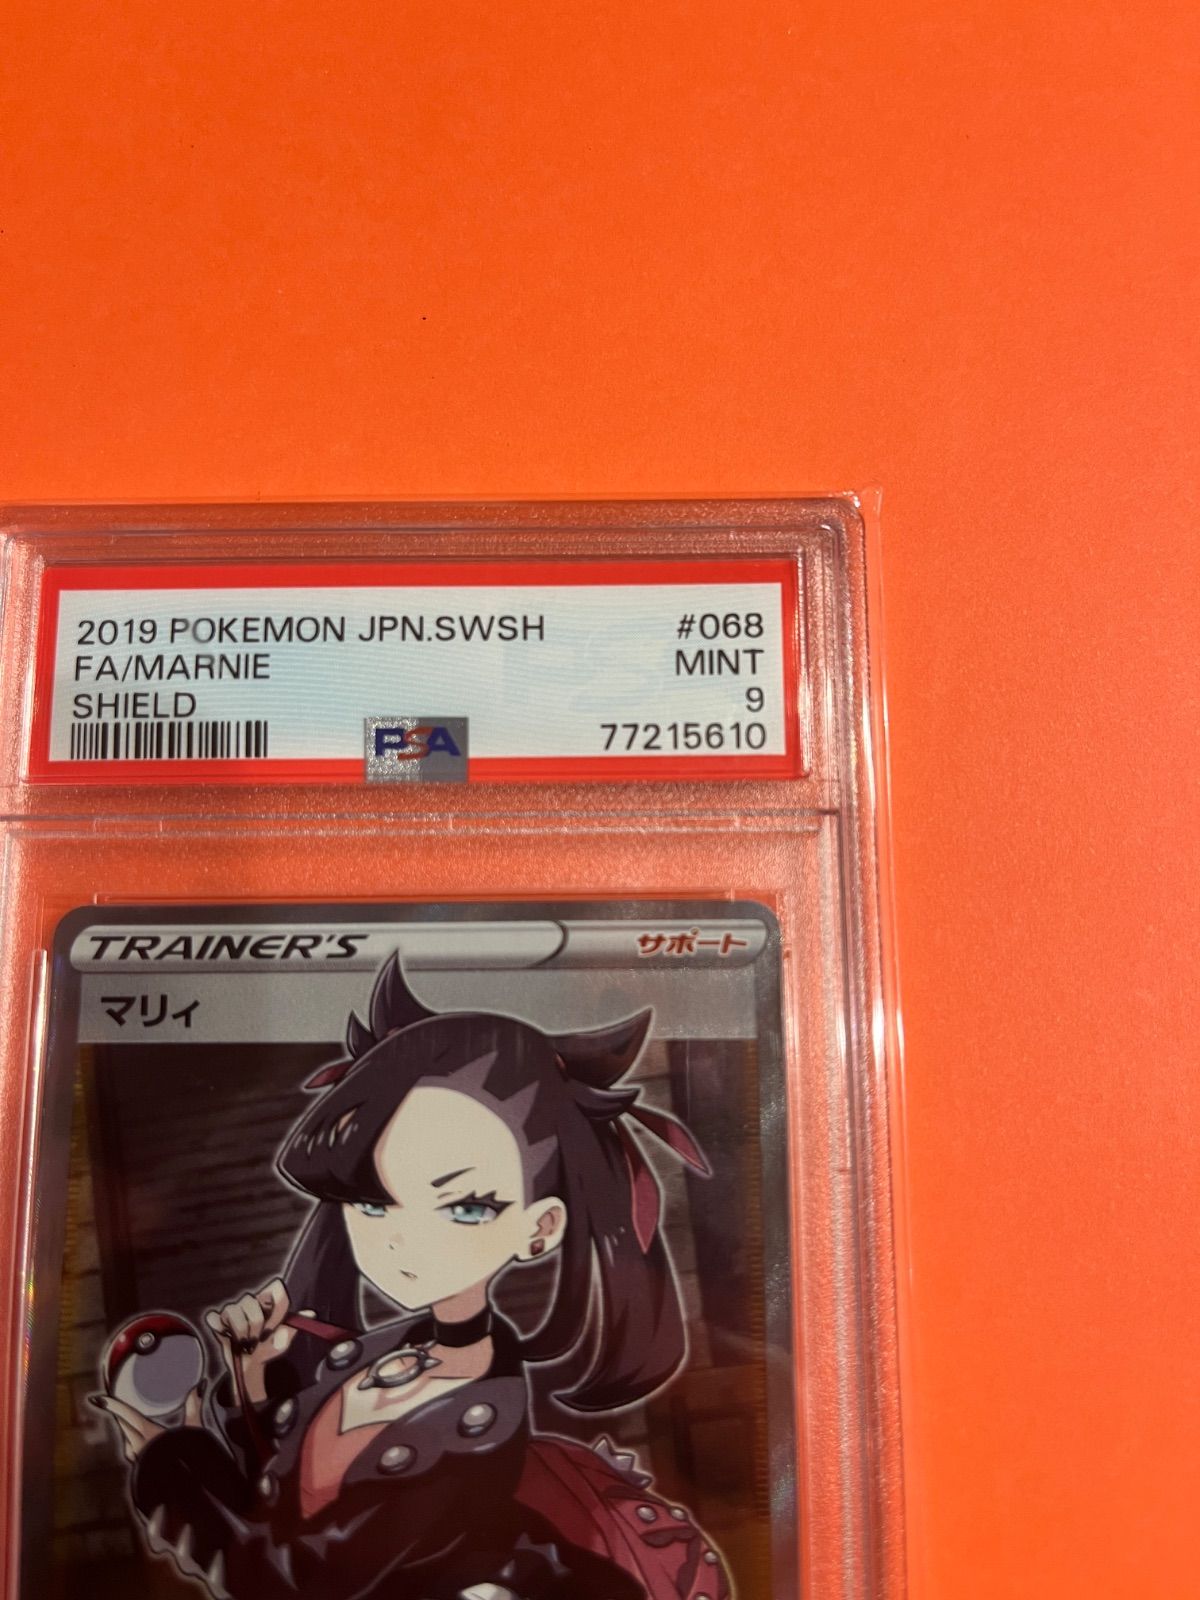 2019 POKEMON JPN.SWSH #068
FA/MARNIE MINT
SHIELD 9
77215610
PSA
TRAINER'S サポート
マリィ